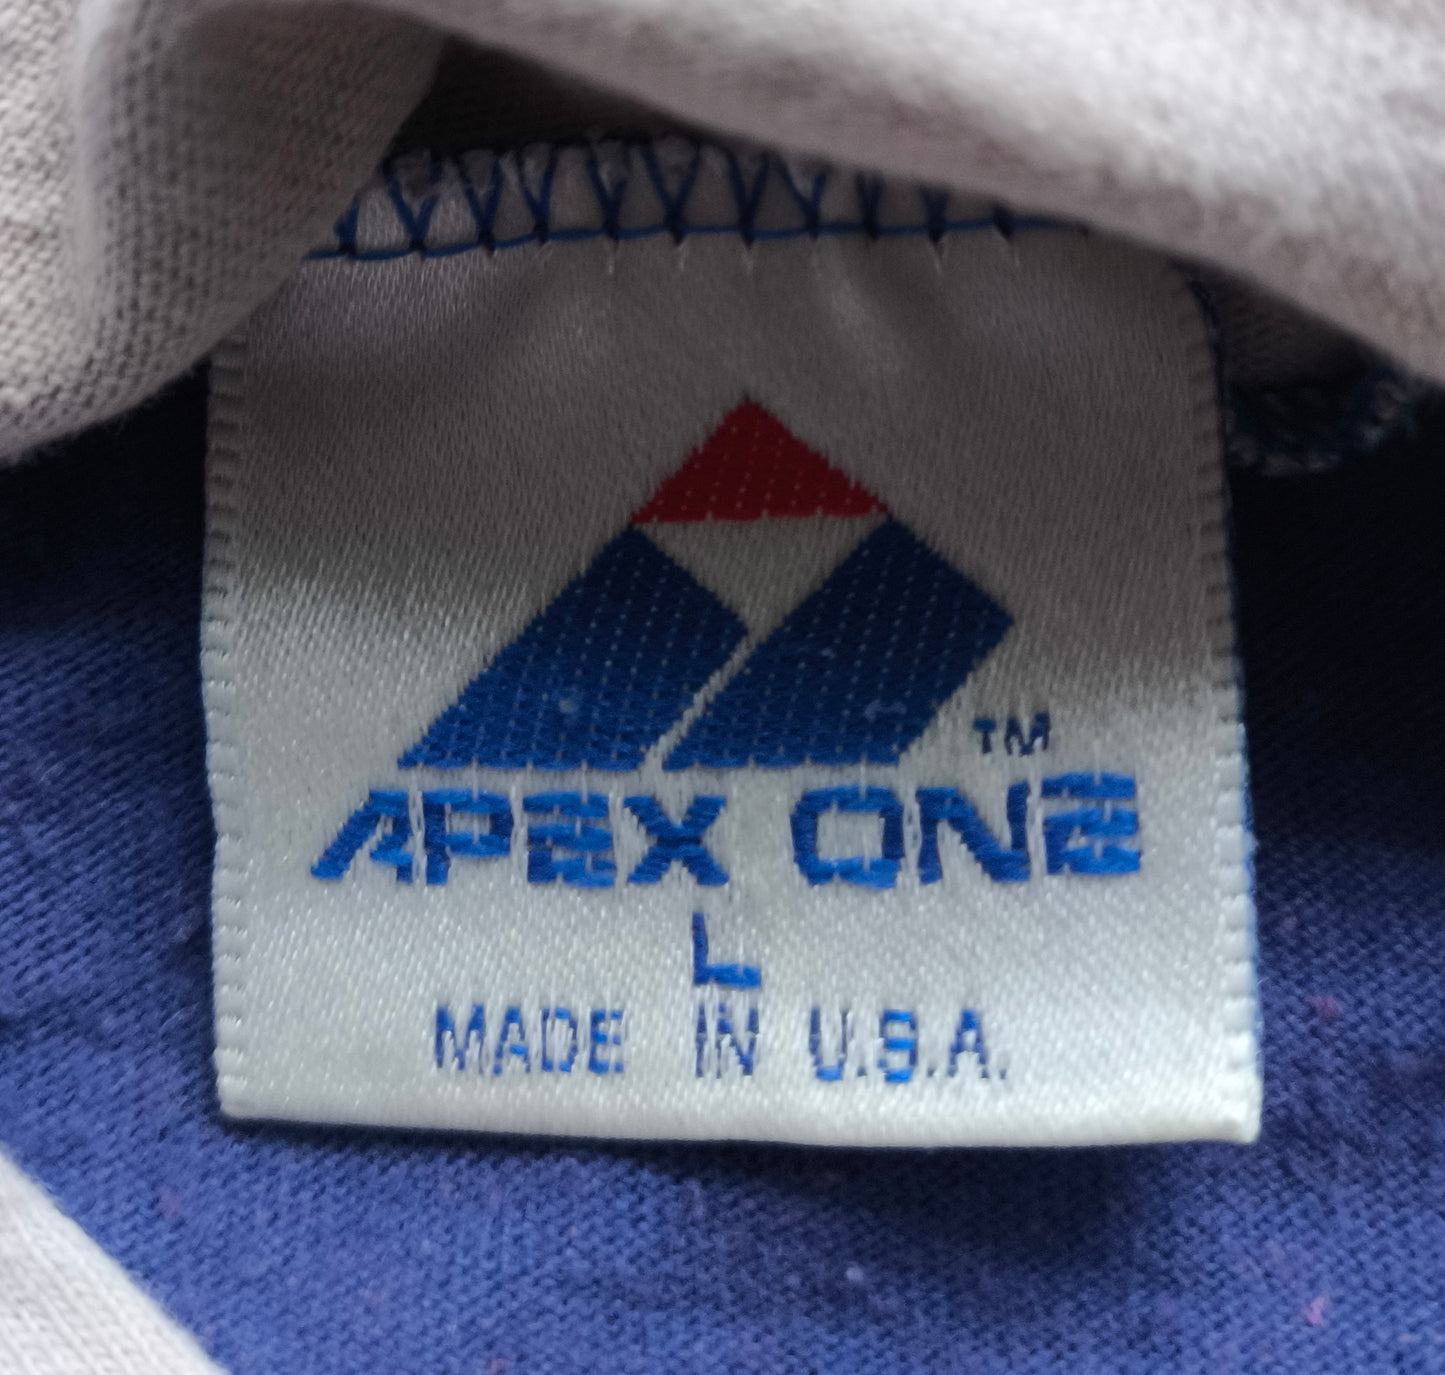 ™
APEX ONE
L
MADE IN U.S.A.